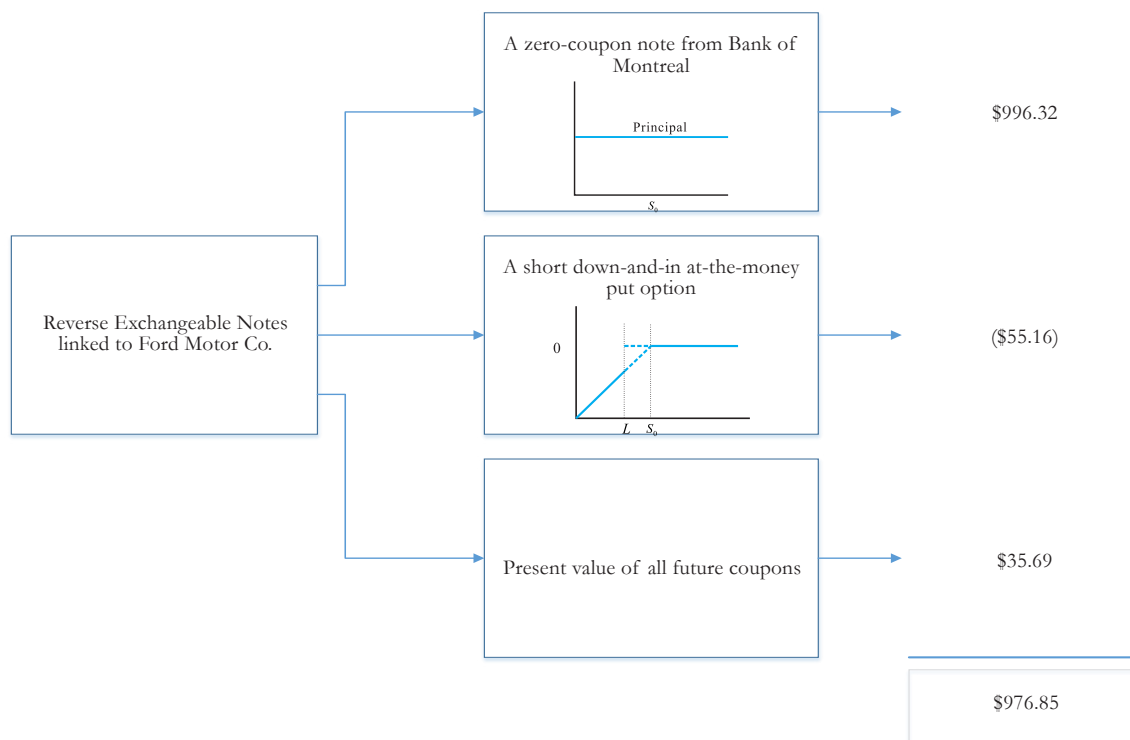 A zero-coupon note from Bank of
Montreal
Principal
S₀
$996.32
Reverse Exchangeable Notes
linked to Ford Motor Co.
A short down-and-in at-the-money
put option
0
L S₀
($55.16)
Present value of all future coupons
$35.69
$976.85